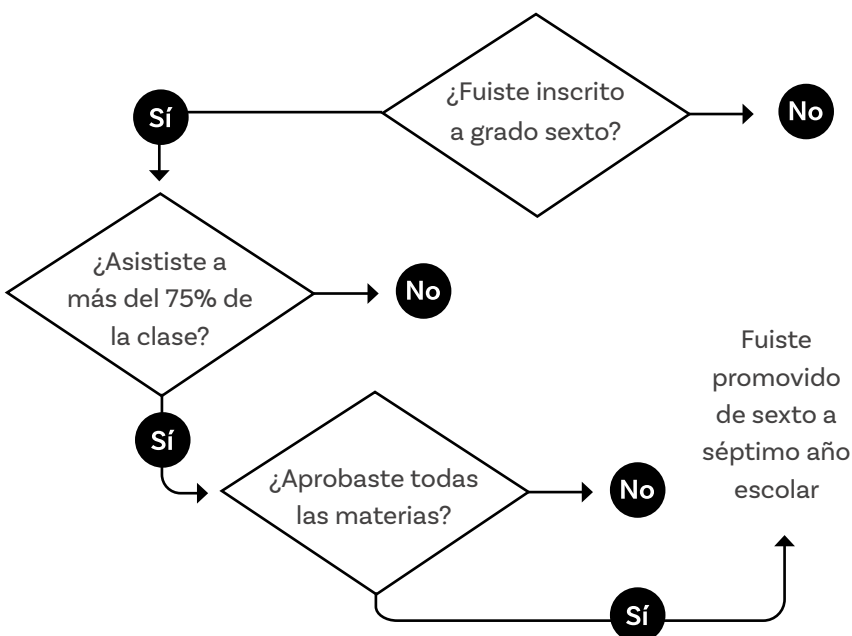 ¿Fuiste inscrito
a grado sexto?
No
Sí
¿Asististe a
más del 75% de
la clase?
No
Sí
¿Aprobaste todas
las materias?
No
Sí
Fuiste
promovido
de sexto a
séptimo año
escolar